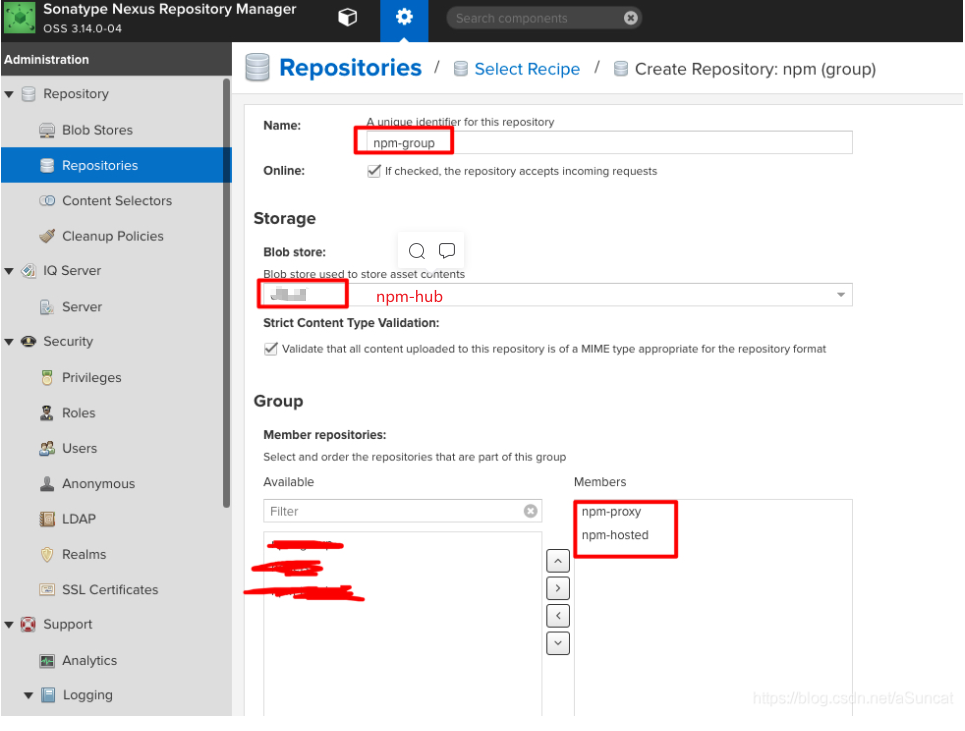 Sonatype Nexus Repository Manager
OSS 3.14.0-04
Search components
Administration
Repositories / Select Recipe / Create Repository: npm (group)
Repository
Blob Stores
Repositories
Content Selectors
Cleanup Policies
IQ Server
Server
Security
Privileges
Roles
Users
Anonymous
LDAP
Realms
SSL Certificates
Support
Analytics
Logging
Name:
A unique identifier for this repository
npm-group
Online:
If checked, the repository accepts incoming requests
Storage
Blob store:
Blob store used to store asset contents
npm-hub
Strict Content Type Validation:
Validate that all content uploaded to this repository is of a MIME type appropriate for the repository format
Group
Member repositories:
Select and order the repositories that are part of this group
Available
Members
Filter
npm-proxy
npm-hosted
https://blog.csdn.net/aSuncat